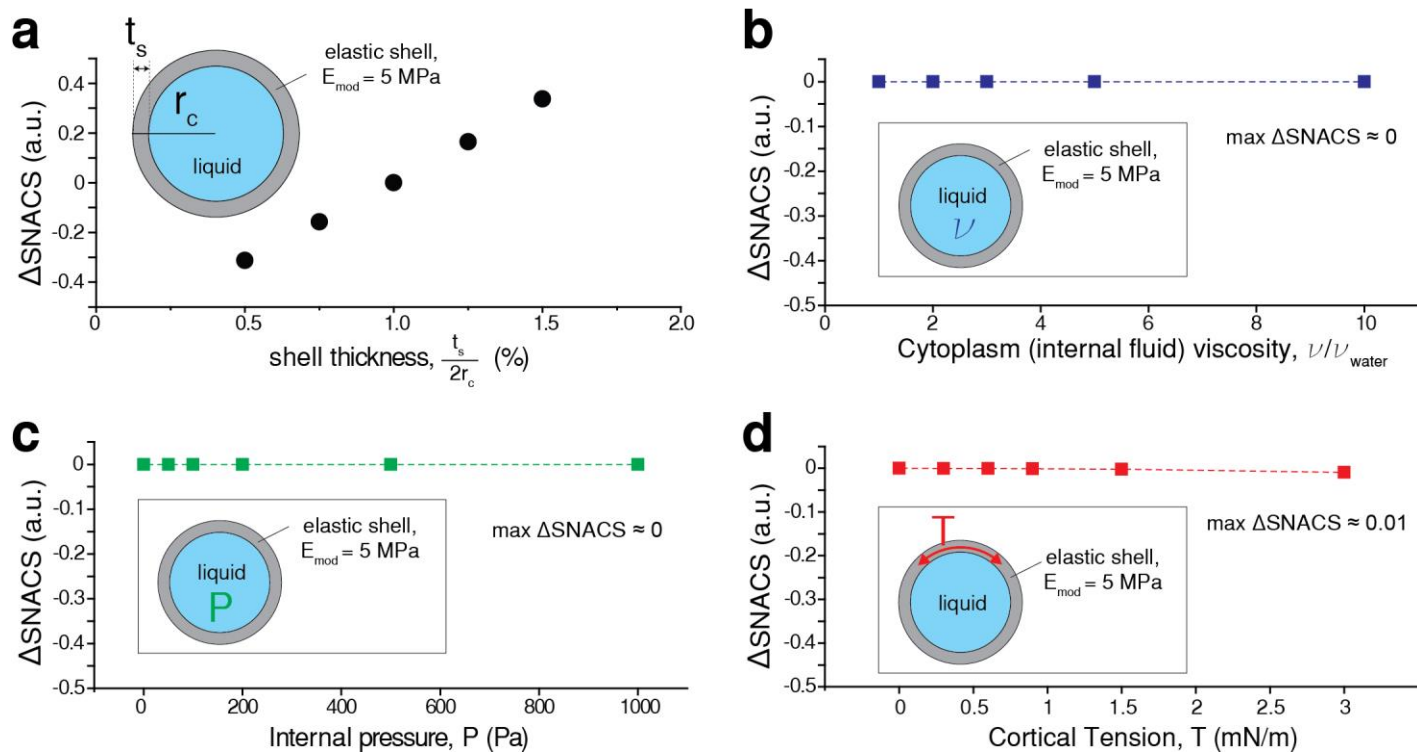 a
t_s
r_c
liquid
elastic shell,
E_mod = 5 MPa
ΔSNACS (a.u.)
0.4
0.2
0
-0.2
-0.4
0 0.5 1.0 1.5 2.0
shell thickness, t_s/2r_c (%)
b
ΔSNACS (a.u.)
0
-0.1
-0.2
-0.3
-0.4
-0.5
elastic shell,
E_mod = 5 MPa
liquid
ν
max ΔSNACS ≈ 0
0 2 4 6 8 10
Cytoplasm (internal fluid) viscosity, ν/ν_water
c
ΔSNACS (a.u.)
0
-0.1
-0.2
-0.3
-0.4
-0.5
elastic shell,
E_mod = 5 MPa
liquid
P
max ΔSNACS ≈ 0
0 200 400 600 800 1000
Internal pressure, P (Pa)
d
ΔSNACS (a.u.)
0
-0.1
-0.2
-0.3
-0.4
-0.5
T
elastic shell,
E_mod = 5 MPa
liquid
max ΔSNACS ≈ 0.01
0 0.5 1 1.5 2 2.5 3
Cortical Tension, T (mN/m)